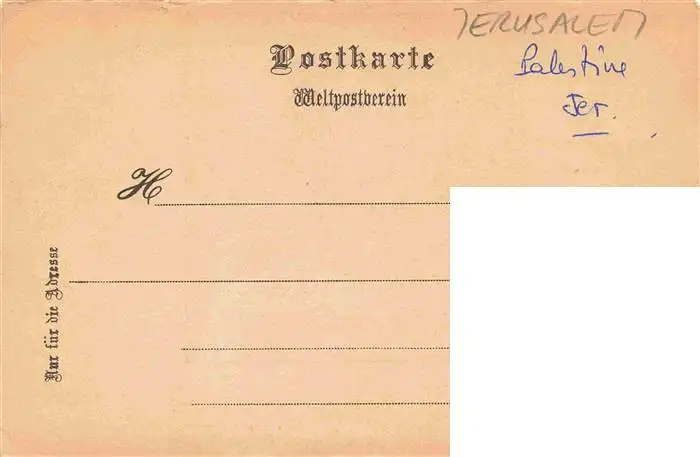 JERUSALEM
Postkarte
Palestine
Weltpostverein
Jer.
H
Nur für die Adresse